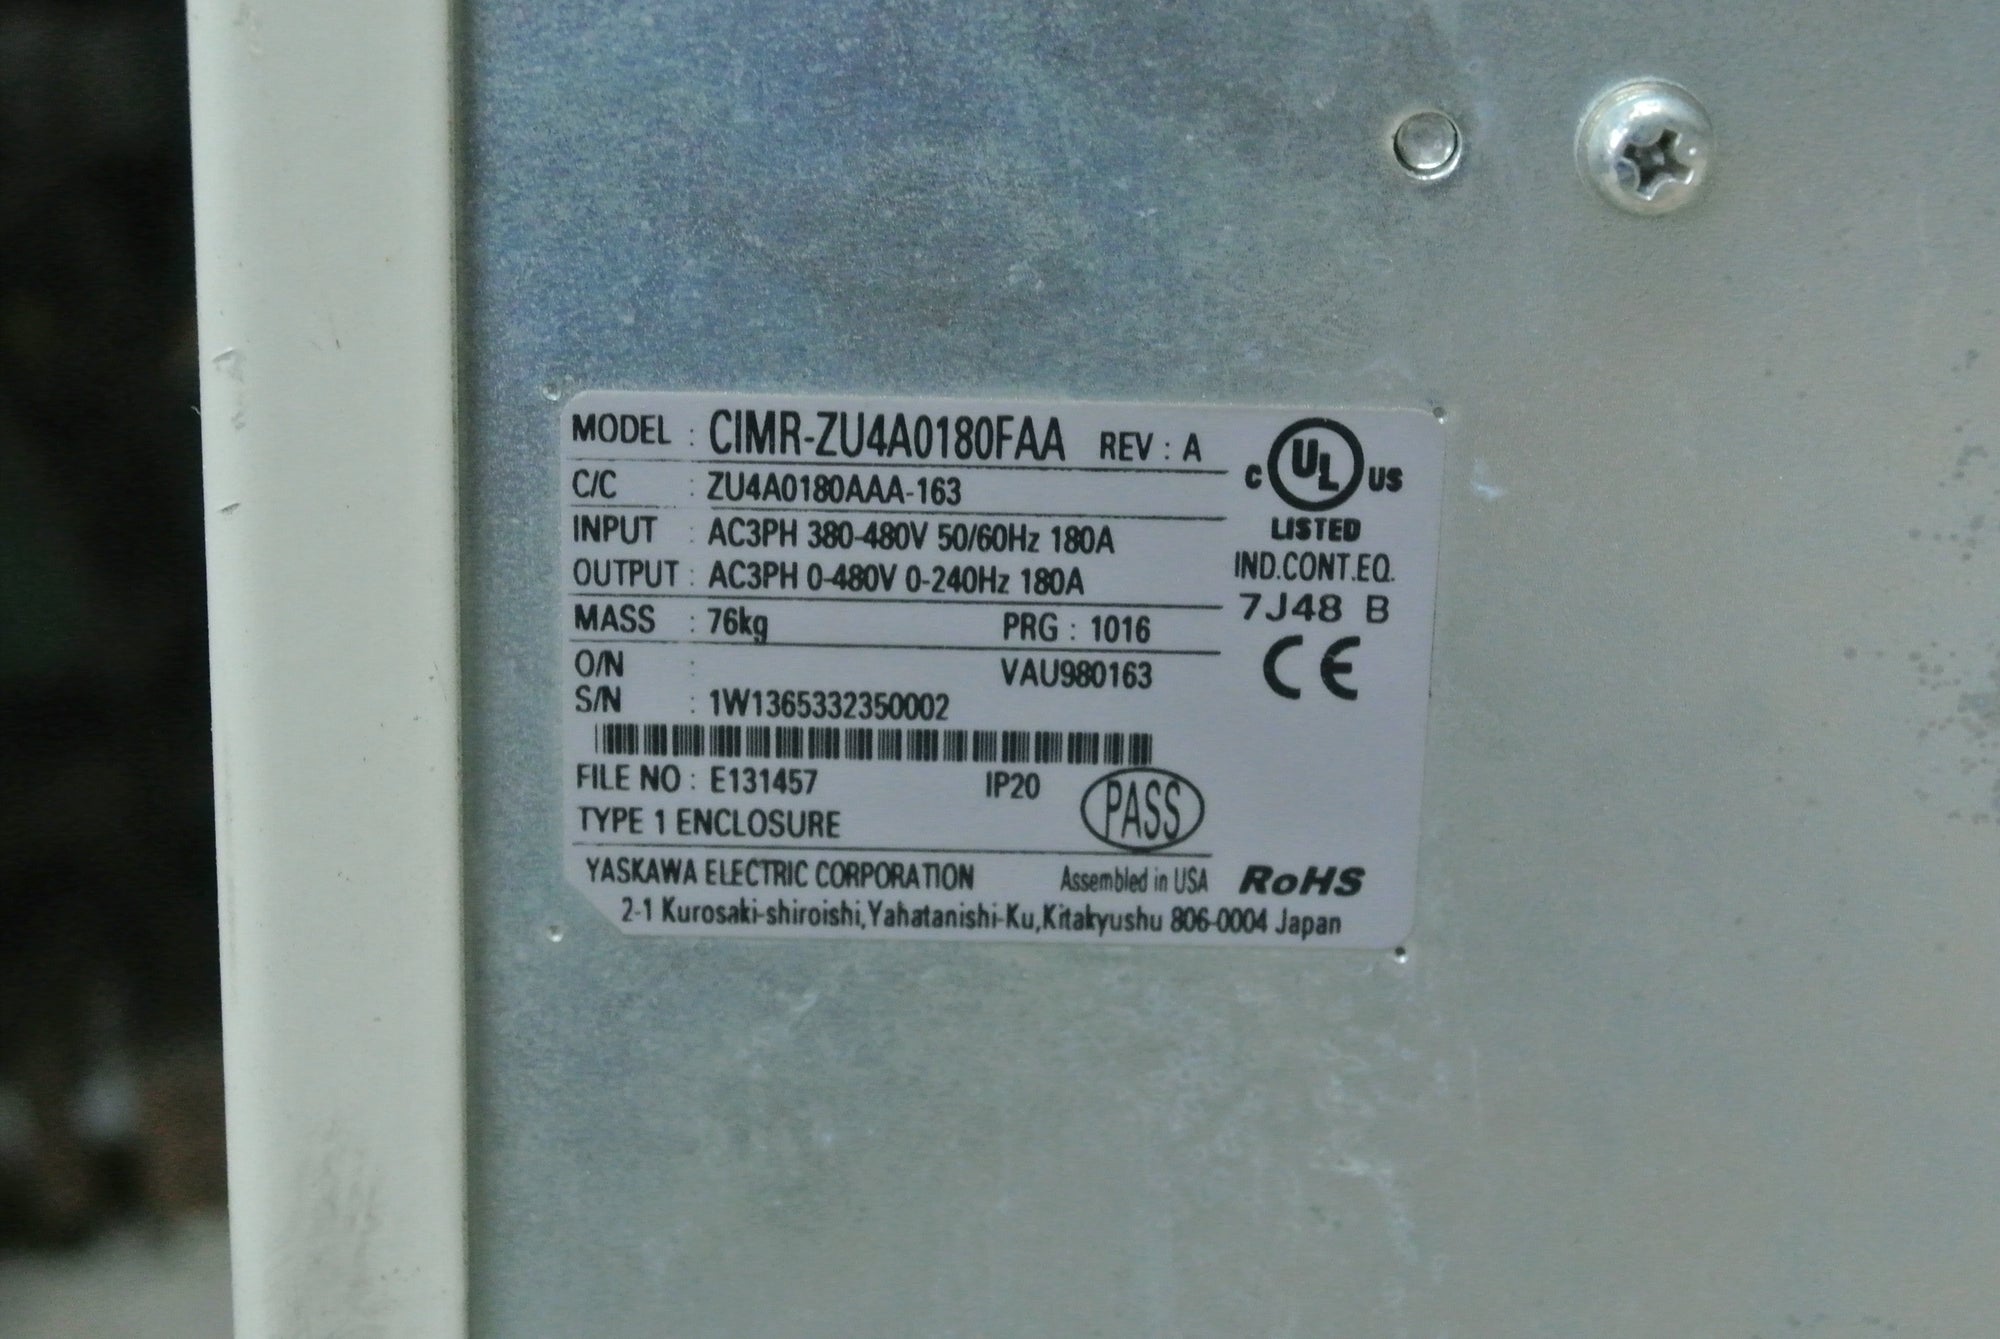 MODEL : CIMR-ZU4A0180FAA REV : A
C/C : ZU4A0180AAA-163
INPUT : AC3PH 380-480V 50/60Hz 180A
OUTPUT : AC3PH 0-480V 0-240Hz 180A
MASS : 76kg PRG : 1016
O/N : VAU980163
S/N : 1W1365332350002
FILE NO : E131457 IP20
TYPE 1 ENCLOSURE
PASS
C UL US
LISTED
IND.CONT.EQ.
7J48 B
CE
YASKAWA ELECTRIC CORPORATION Assembled in USA RoHS
2-1 Kurosaki-shiroishi,Yahatanishi-Ku,Kitakyushu 806-0004 Japan